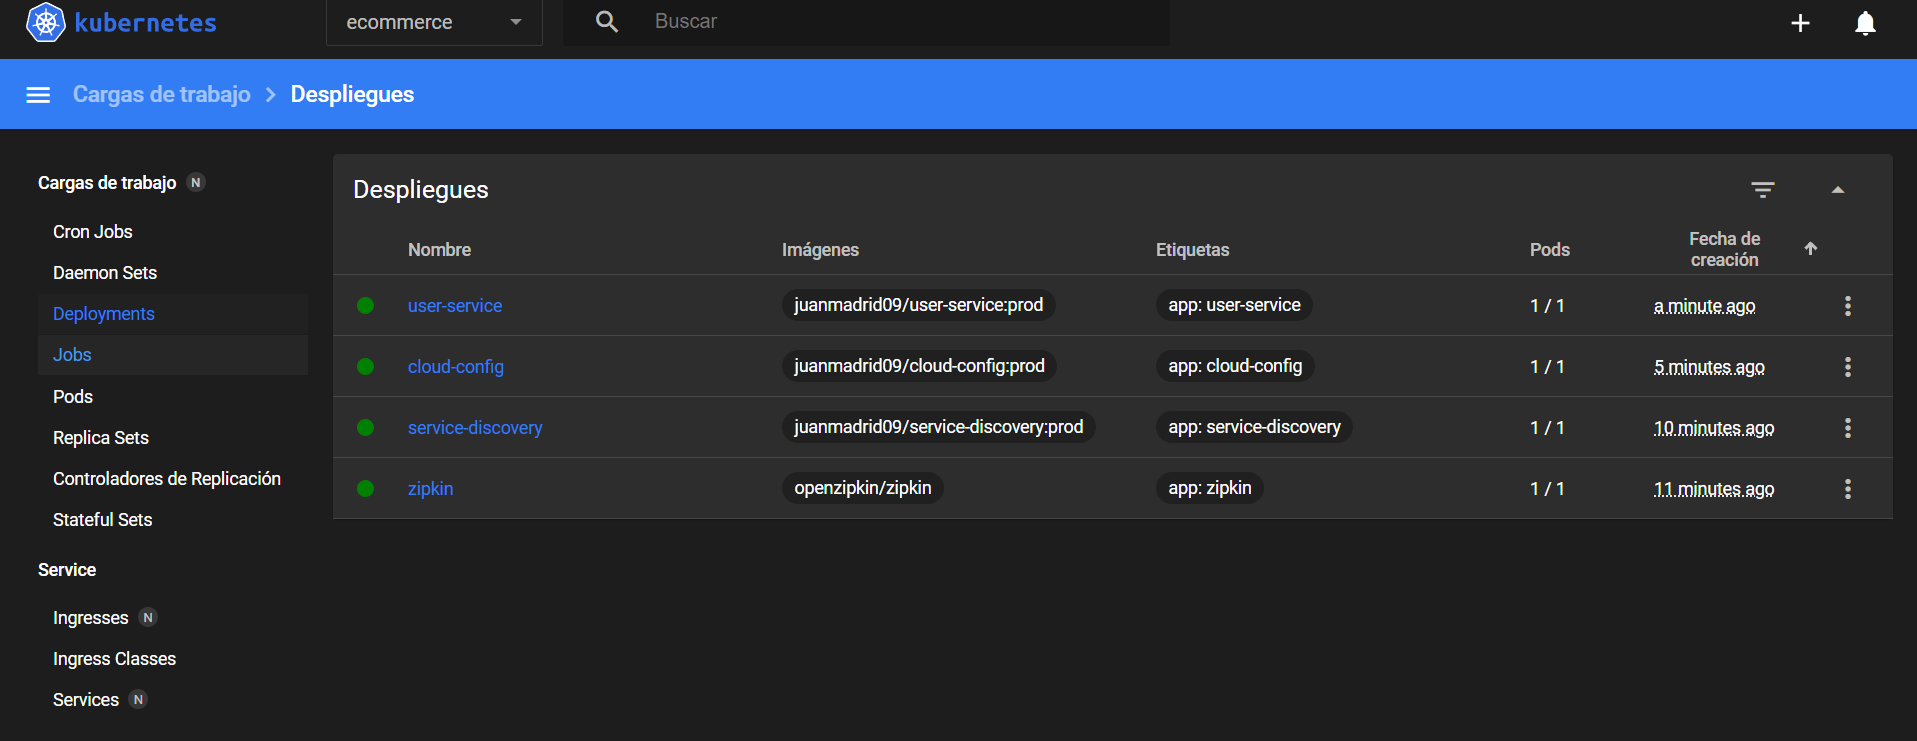 kubernetes
ecommerce
Buscar
Cargas de trabajo > Despliegues
Cargas de trabajo N
Cron Jobs
Daemon Sets
Deployments
Jobs
Pods
Replica Sets
Controladores de Replicación
Stateful Sets
Service
Ingresses N
Ingress Classes
Services N
Despliegues
Nombre Imágenes Etiquetas Pods Fecha de creación
user-service juanmadrid09/user-service:prod app: user-service 1 / 1 a minute ago
cloud-config juanmadrid09/cloud-config:prod app: cloud-config 1 / 1 5 minutes ago
service-discovery juanmadrid09/service-discovery:prod app: service-discovery 1 / 1 10 minutes ago
zipkin openzipkin/zipkin app: zipkin 1 / 1 11 minutes ago